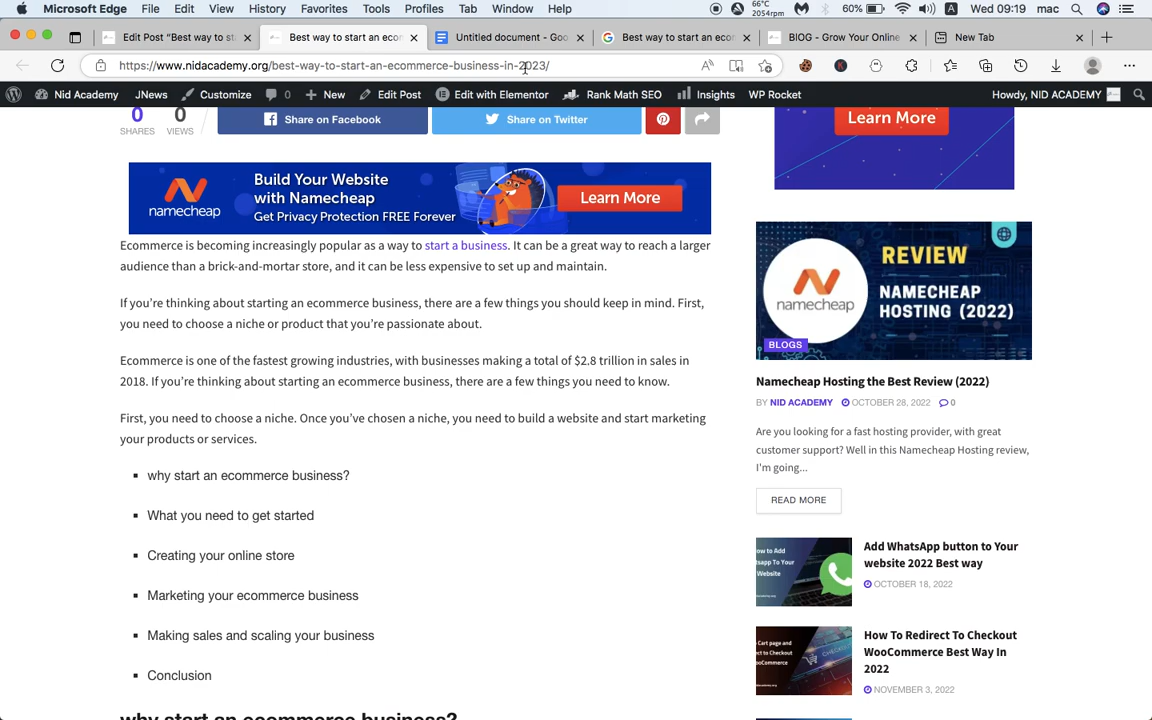 Microsoft Edge File Edit View History Favorites Tools Profiles Tab Window Help
66°C
2054rpm
60%
A
Wed 09:19 mac
Edit Post “Best way to st
Best way to start an ecom
Untitled document - Goo
Best way to start an econ
BlOG - Grow Your Online
New Tab
https://www.nidacademy.org/best-way-to-start-an-ecommerce-business-in-2023/
Nid Academy JNews Customize 0 New Edit Post Edit with Elementor Rank Math SEO Insights WP Rocket Howdy, NID ACADEMY
0
SHARES
0
VIEWS
Share on Facebook
Share on Twitter
Learn More
namecheap
Build Your Website
with Namecheap
Get Privacy Protection FREE Forever
Learn More
Ecommerce is becoming increasingly popular as a way to start a business. It can be a great way to reach a larger
audience than a brick-and-mortar store, and it can be less expensive to set up and maintain.
If you’re thinking about starting an ecommerce business, there are a few things you should keep in mind. First,
you need to choose a niche or product that you’re passionate about.
Ecommerce is one of the fastest growing industries, with businesses making a total of $2.8 trillion in sales in
2018. If you’re thinking about starting an ecommerce business, there are a few things you need to know.
First, you need to choose a niche. Once you’ve chosen a niche, you need to build a website and start marketing
your products or services.
why start an ecommerce business?
What you need to get started
Creating your online store
Marketing your ecommerce business
Making sales and scaling your business
Conclusion
why start an ecommerce business?
REVIEW
namecheap
NAMECHEAP
HOSTING (2022)
BLOGS
Namecheap Hosting the Best Review (2022)
BY NID ACADEMY OCTOBER 28, 2022 0
Are you looking for a fast hosting provider, with great
customer support? Well in this Namecheap Hosting review,
I'm going...
READ MORE
Add WhatsApp button to Your
website 2022 Best way
OCTOBER 18, 2022
How To Redirect To Checkout
WooCommerce Best Way In
2022
NOVEMBER 3, 2022